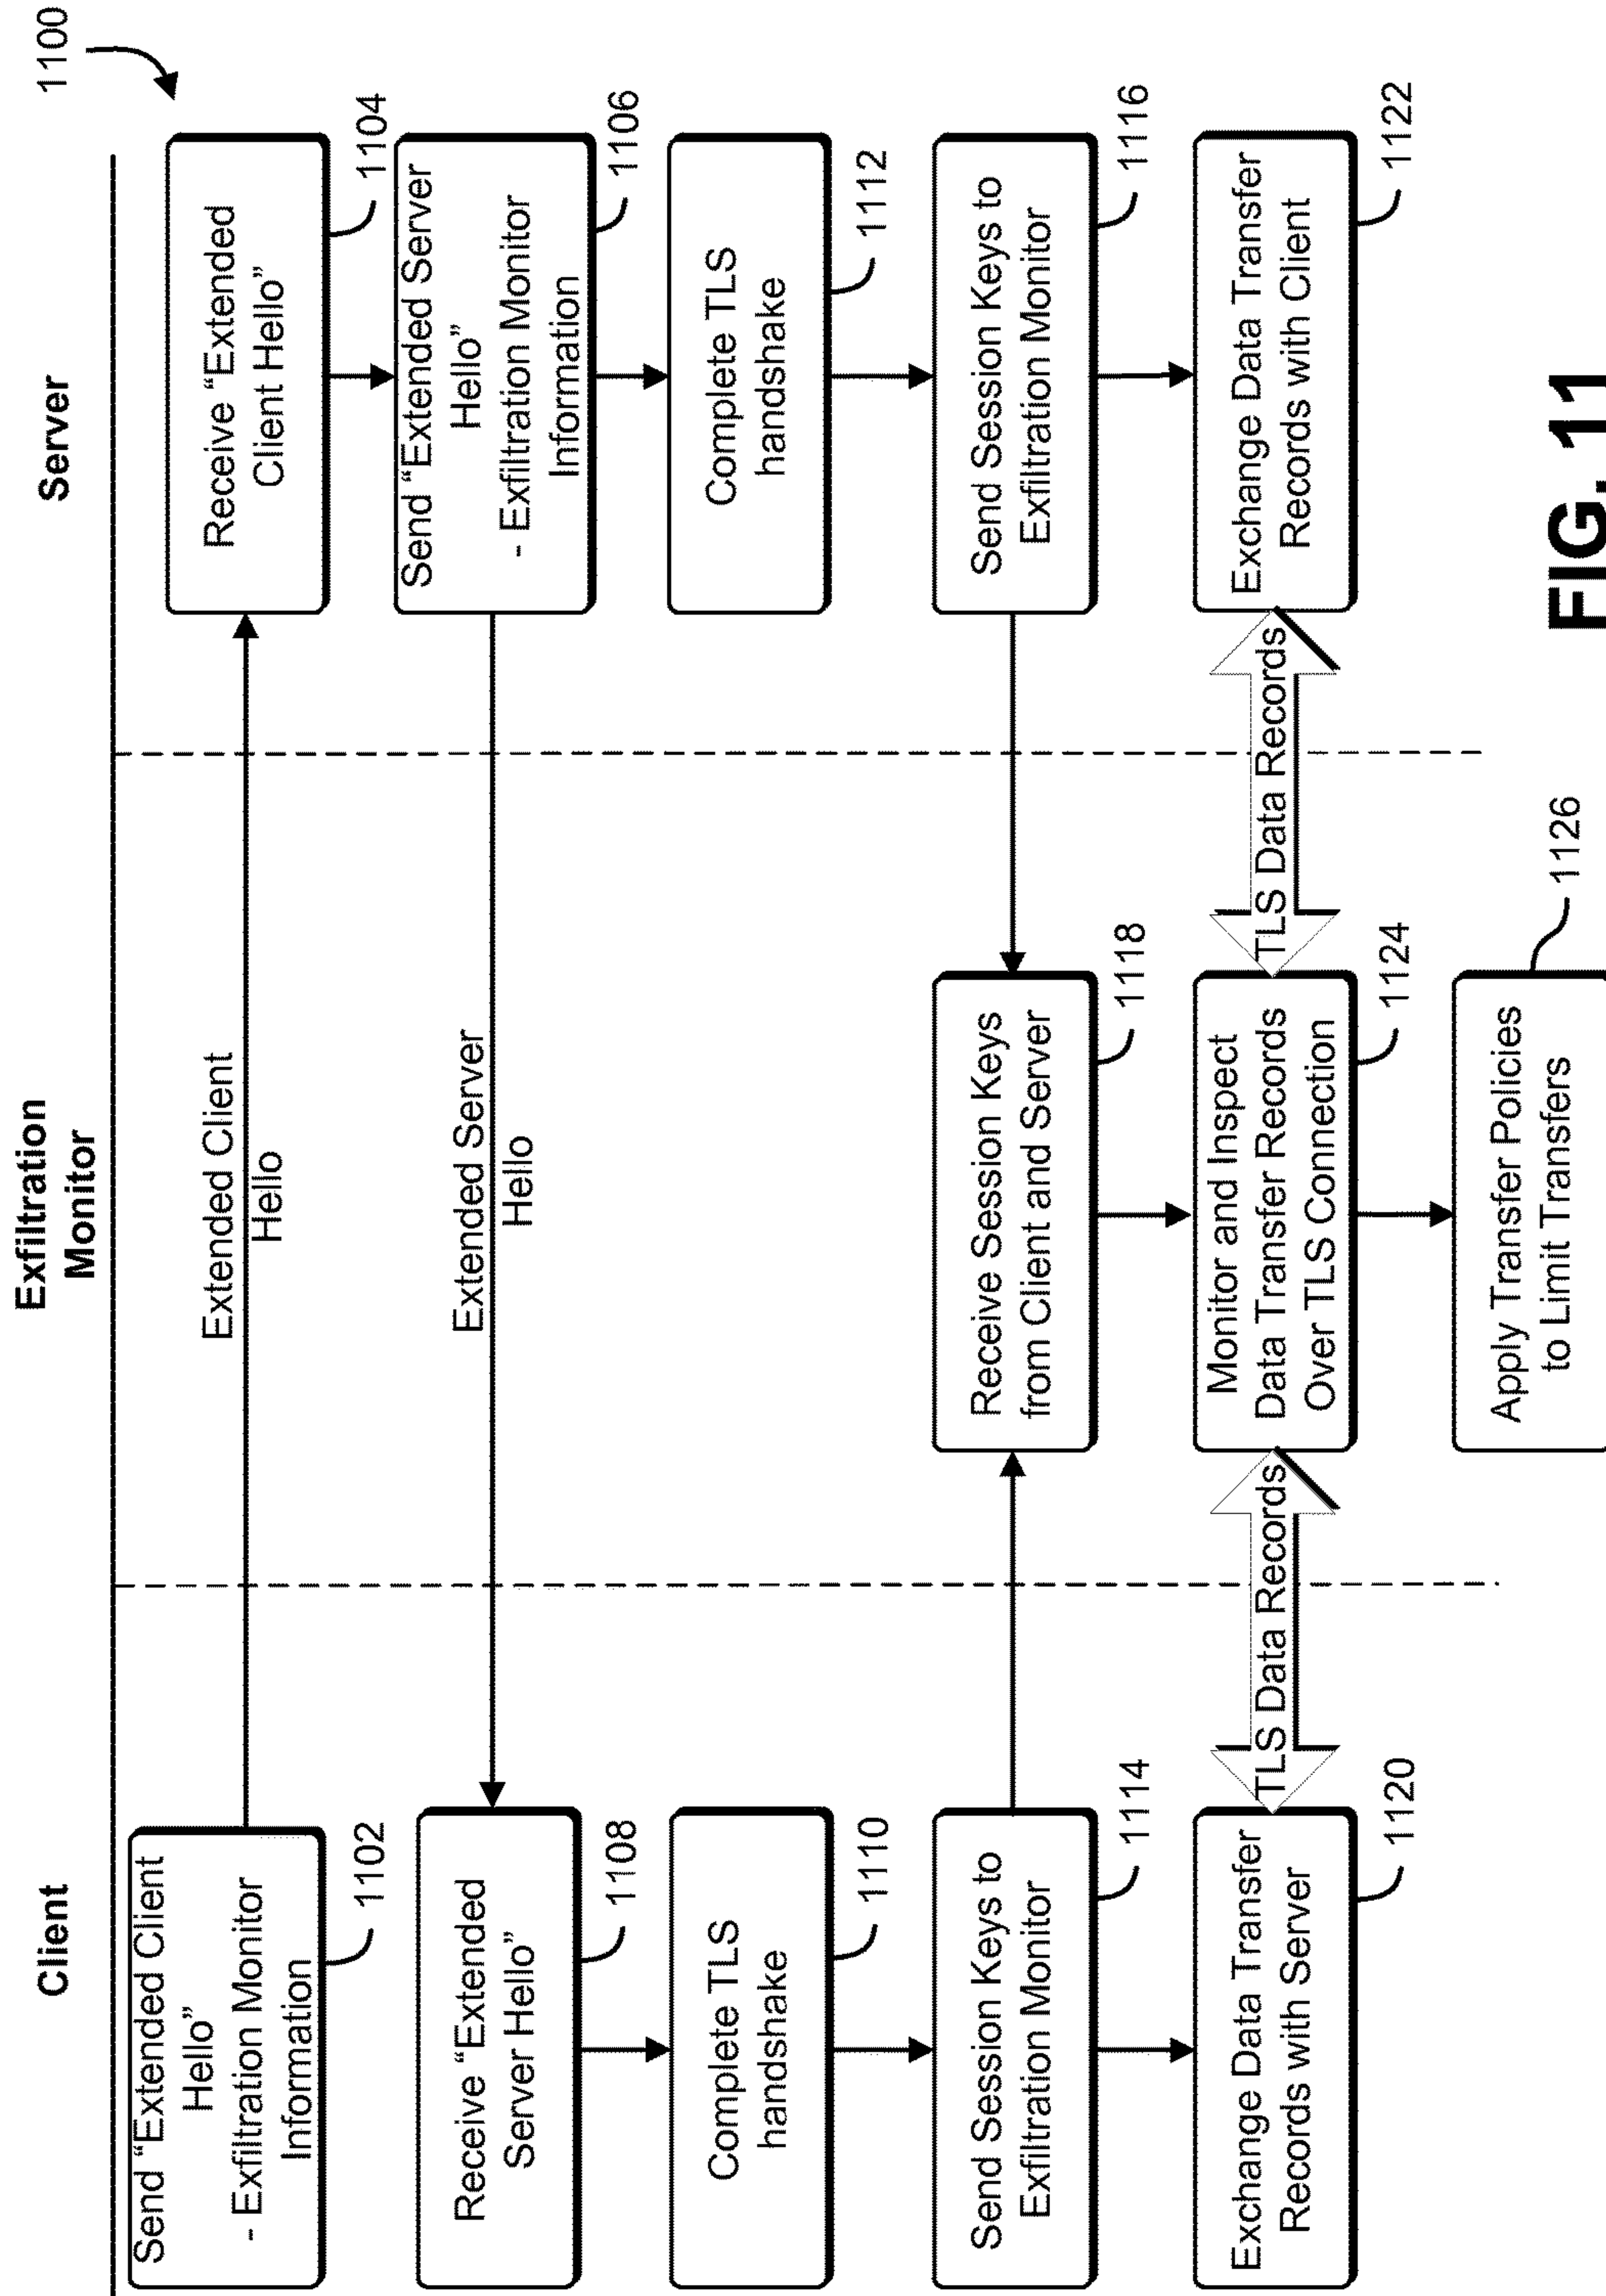 1100
Client
Exfiltration
Monitor
Server
Send “Extended Client
Hello”
- Exfiltration Monitor
Information
1102
Extended Client
Hello
Receive “Extended
Client Hello”
1104
Send “Extended Server
Hello”
- Exfiltration Monitor
Information
1106
Extended Server
Hello
Receive “Extended
Server Hello”
1108
Complete TLS
handshake
1110
Complete TLS
handshake
1112
Send Session Keys to
Exfiltration Monitor
1114
Receive Session Keys
from Client and Server
1118
Send Session Keys to
Exfiltration Monitor
1116
Exchange Data Transfer
Records with Server
1120
TLS Data Records
Monitor and Inspect
Data Transfer Records
Over TLS Connection
1124
TLS Data Records
Exchange Data Transfer
Records with Client
1122
Apply Transfer Policies
to Limit Transfers
1126
FIG. 11